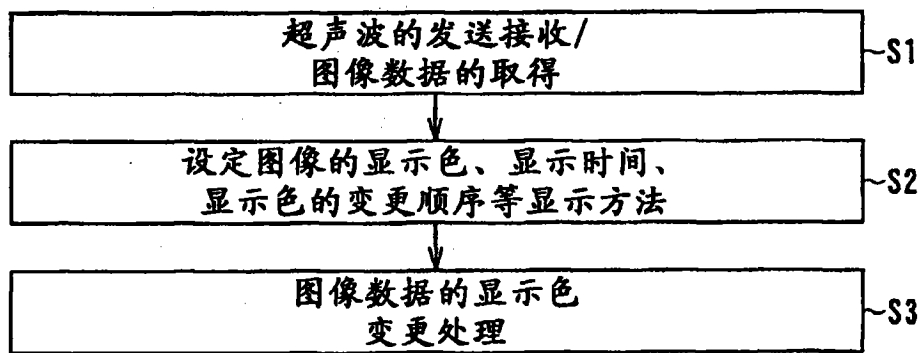 超声波的发送接收/
图像数据的取得
~S1
设定图像的显示色、显示时间、
显示色的变更顺序等显示方法
~S2
图像数据的显示色
变更处理
~S3